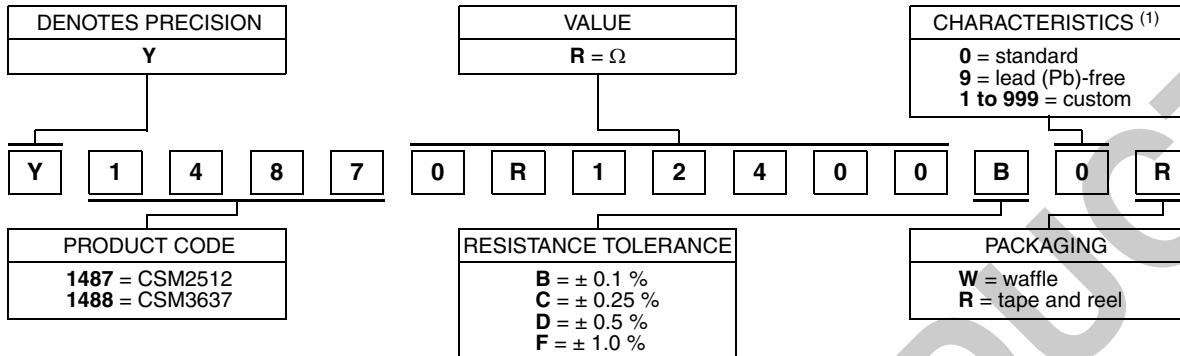 DENOTES PRECISION
Y
VALUE
R = Ω
CHARACTERISTICS (1)
0 = standard
9 = lead (Pb)-free
1 to 999 = custom
Y 1 4 8 7 0 R 1 2 4 0 0 B 0 R
PRODUCT CODE
1487 = CSM2512
1488 = CSM3637
RESISTANCE TOLERANCE
B = ± 0.1 %
C = ± 0.25 %
D = ± 0.5 %
F = ± 1.0 %
PACKAGING
W = waffle
R = tape and reel